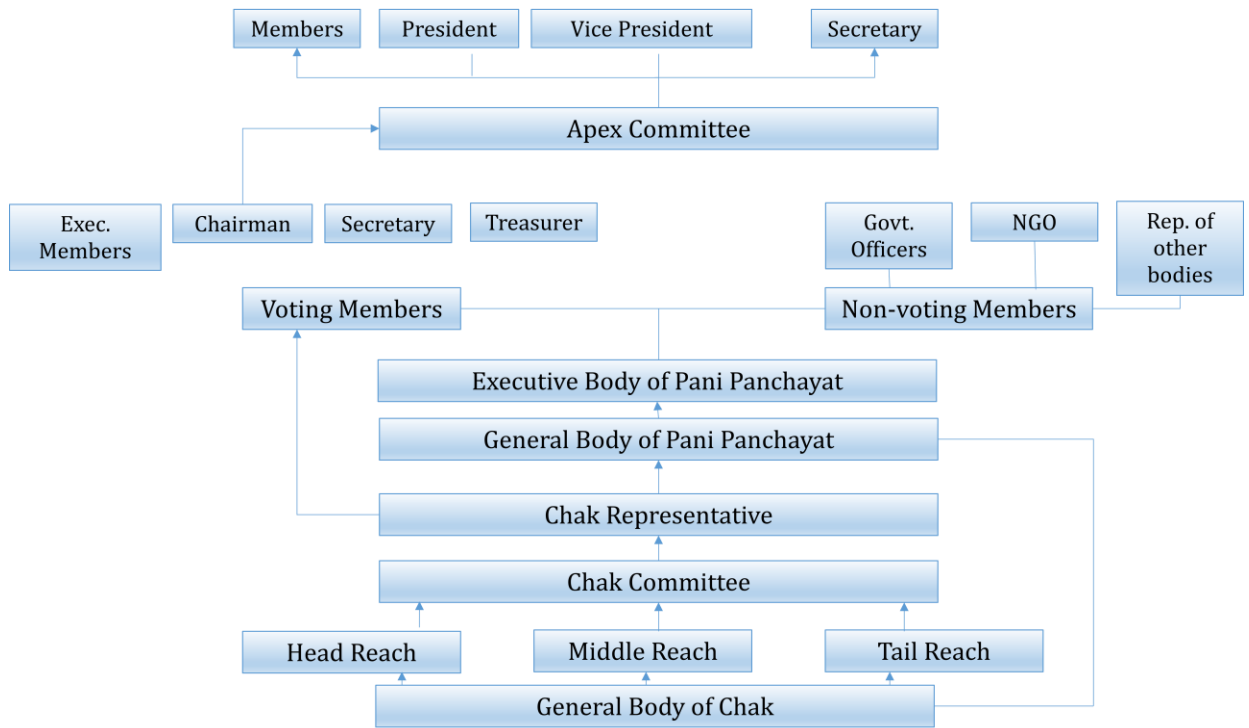 Members
President
Vice President
Secretary
Apex Committee
Exec.
Members
Chairman
Secretary
Treasurer
Govt.
Officers
NGO
Rep. of
other
bodies
Voting Members
Non-voting Members
Executive Body of Pani Panchayat
General Body of Pani Panchayat
Chak Representative
Chak Committee
Head Reach
Middle Reach
Tail Reach
General Body of Chak